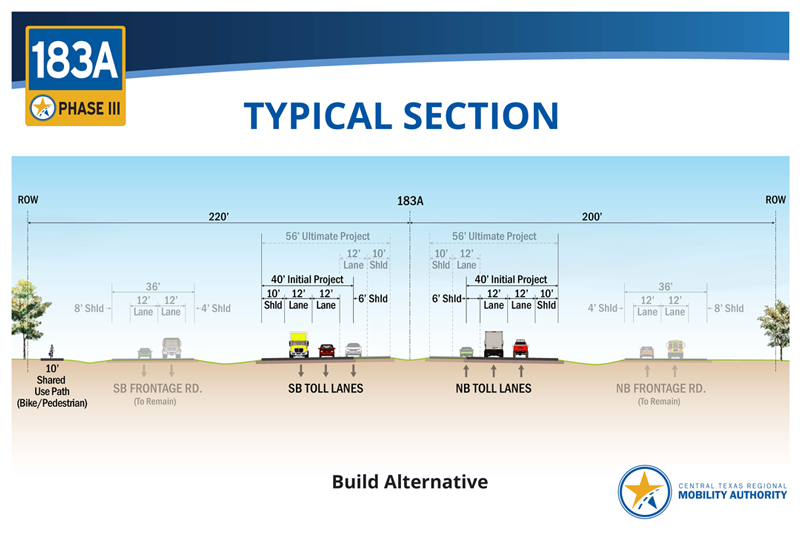 183A
PHASE III
TYPICAL SECTION
ROW
183A
ROW
220'
200'
56' Ultimate Project
56' Ultimate Project
12' Lane
10' Shld
10' Shld
12' Lane
40' Initial Project
40' Initial Project
10' Shld
12' Lane
12' Lane
6' Shld
6' Shld
12' Lane
12' Lane
10' Shld
36'
36'
8' Shld
12' Lane
12' Lane
4' Shld
4' Shld
12' Lane
12' Lane
8' Shld
10'
Shared
Use Path
(Bike/Pedestrian)
SB FRONTAGE RD.
(To Remain)
SB TOLL LANES
NB TOLL LANES
NB FRONTAGE RD.
(To Remain)
Build Alternative
CENTRAL TEXAS REGIONAL
MOBILITY AUTHORITY